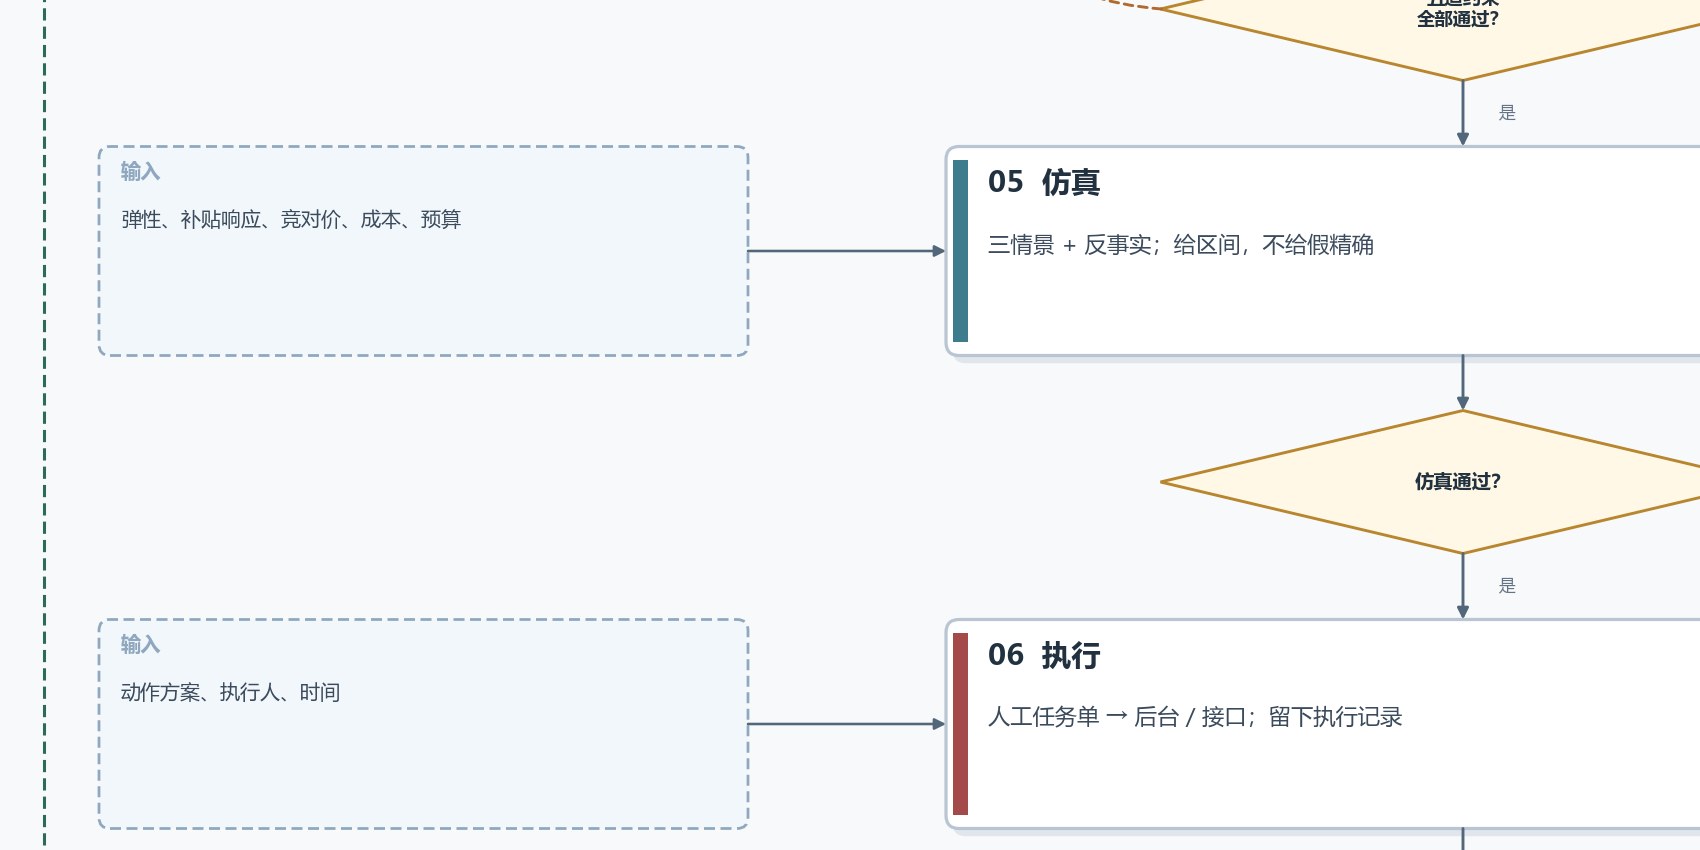 全部通过?
是
输入
弹性、补贴响应、竞对价、成本、预算
05 仿真
三情景 + 反事实；给区间，不给假精确
仿真通过?
是
输入
动作方案、执行人、时间
06 执行
人工任务单 → 后台 / 接口；留下执行记录